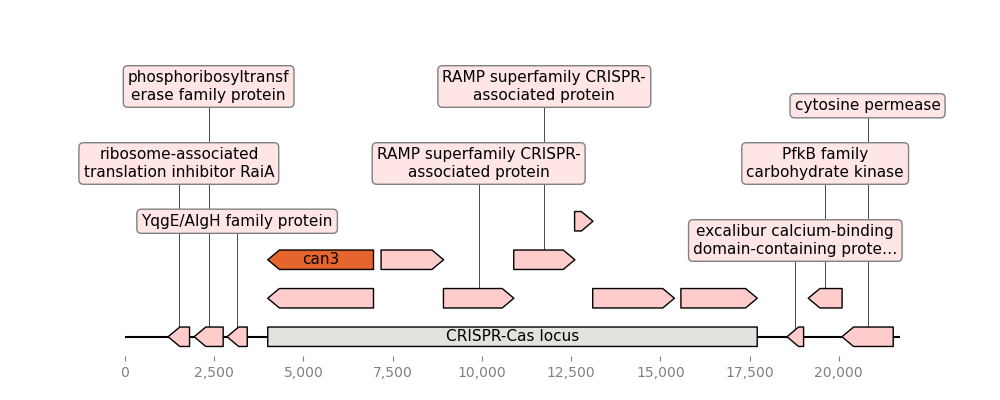 phosphoribosyltransf
erase family protein
RAMP superfamily CRISPR-
associated protein
cytosine permease
ribosome-associated
translation inhibitor RaiA
RAMP superfamily CRISPR-
associated protein
PfkB family
carbohydrate kinase
YqgE/AlgH family protein
excalibur calcium-binding
domain-containing prote…
can3
CRISPR-Cas locus
0 2,500 5,000 7,500 10,000 12,500 15,000 17,500 20,000